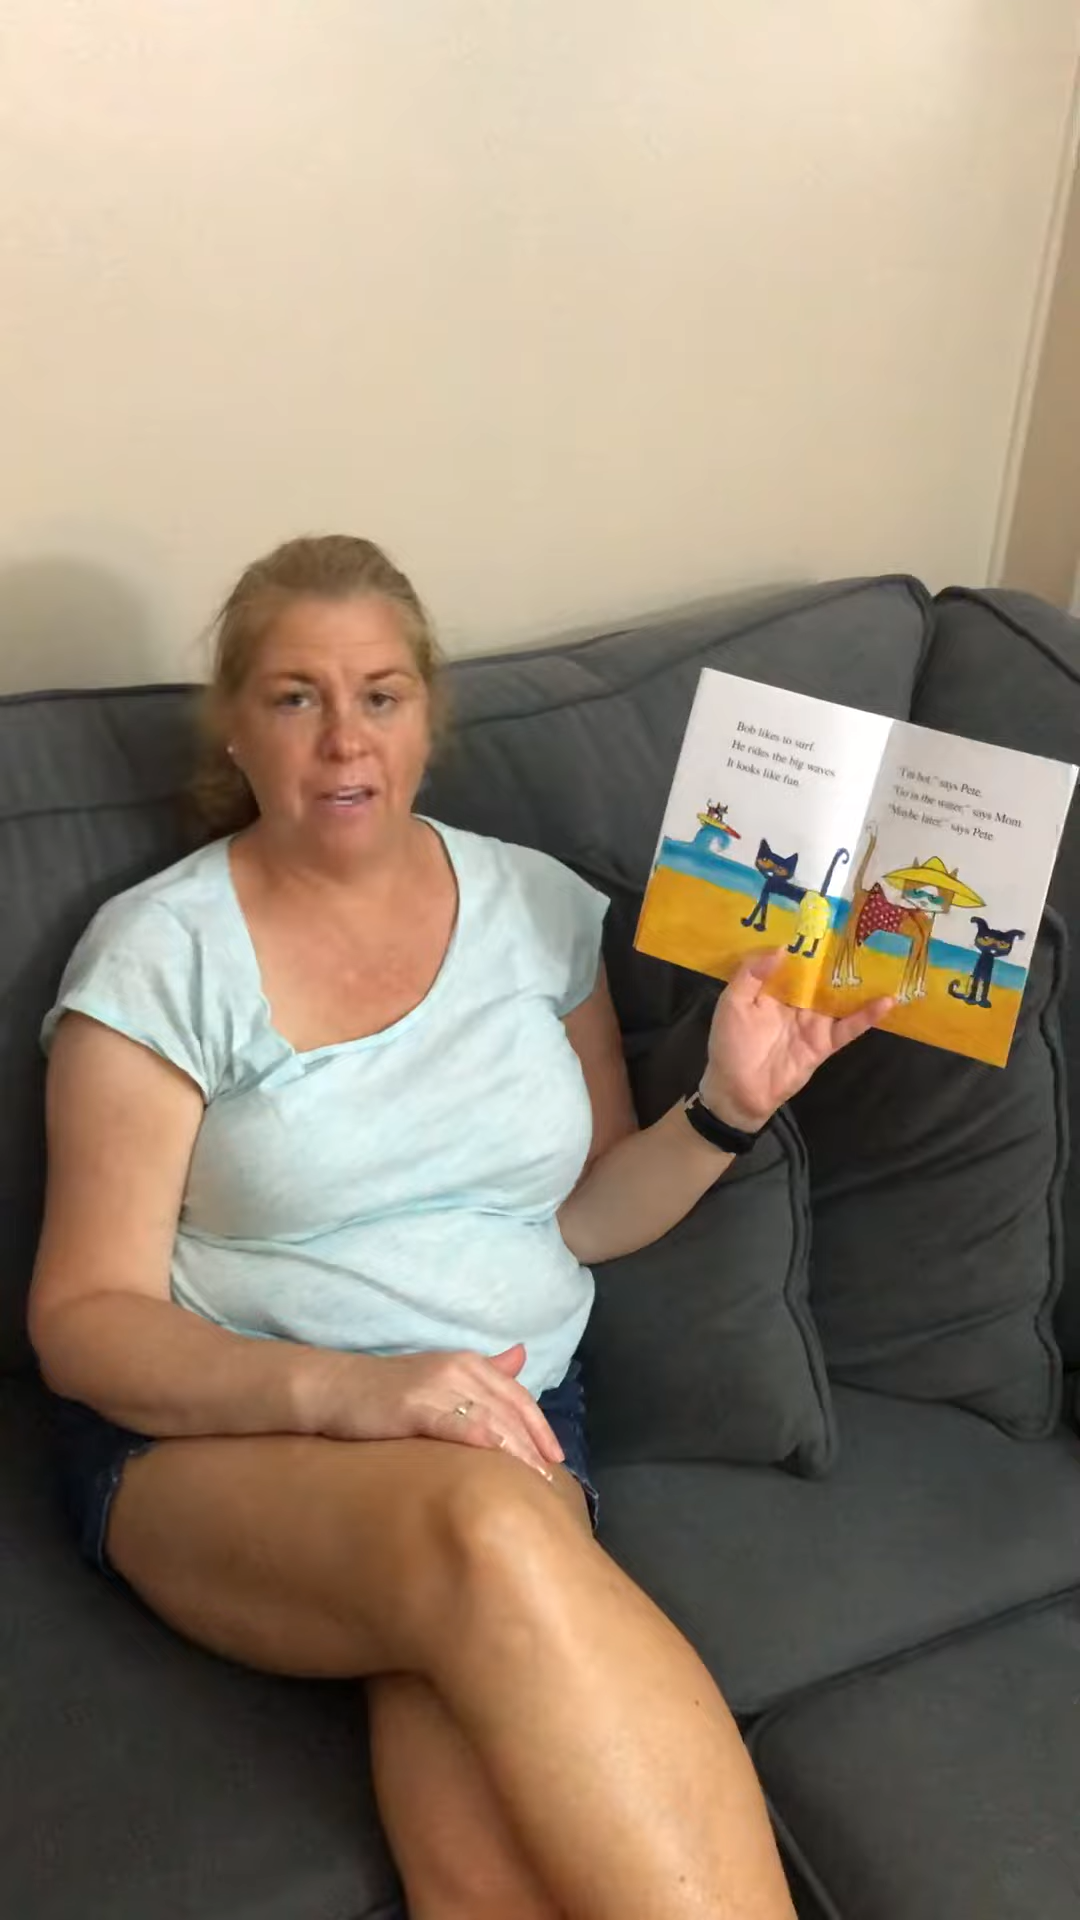 Bob likes to surf.
He rides the big waves.
It looks like fun.
"I'm hot," says Pete.
"Go in the water," says Mom.
"Maybe later," says Pete.